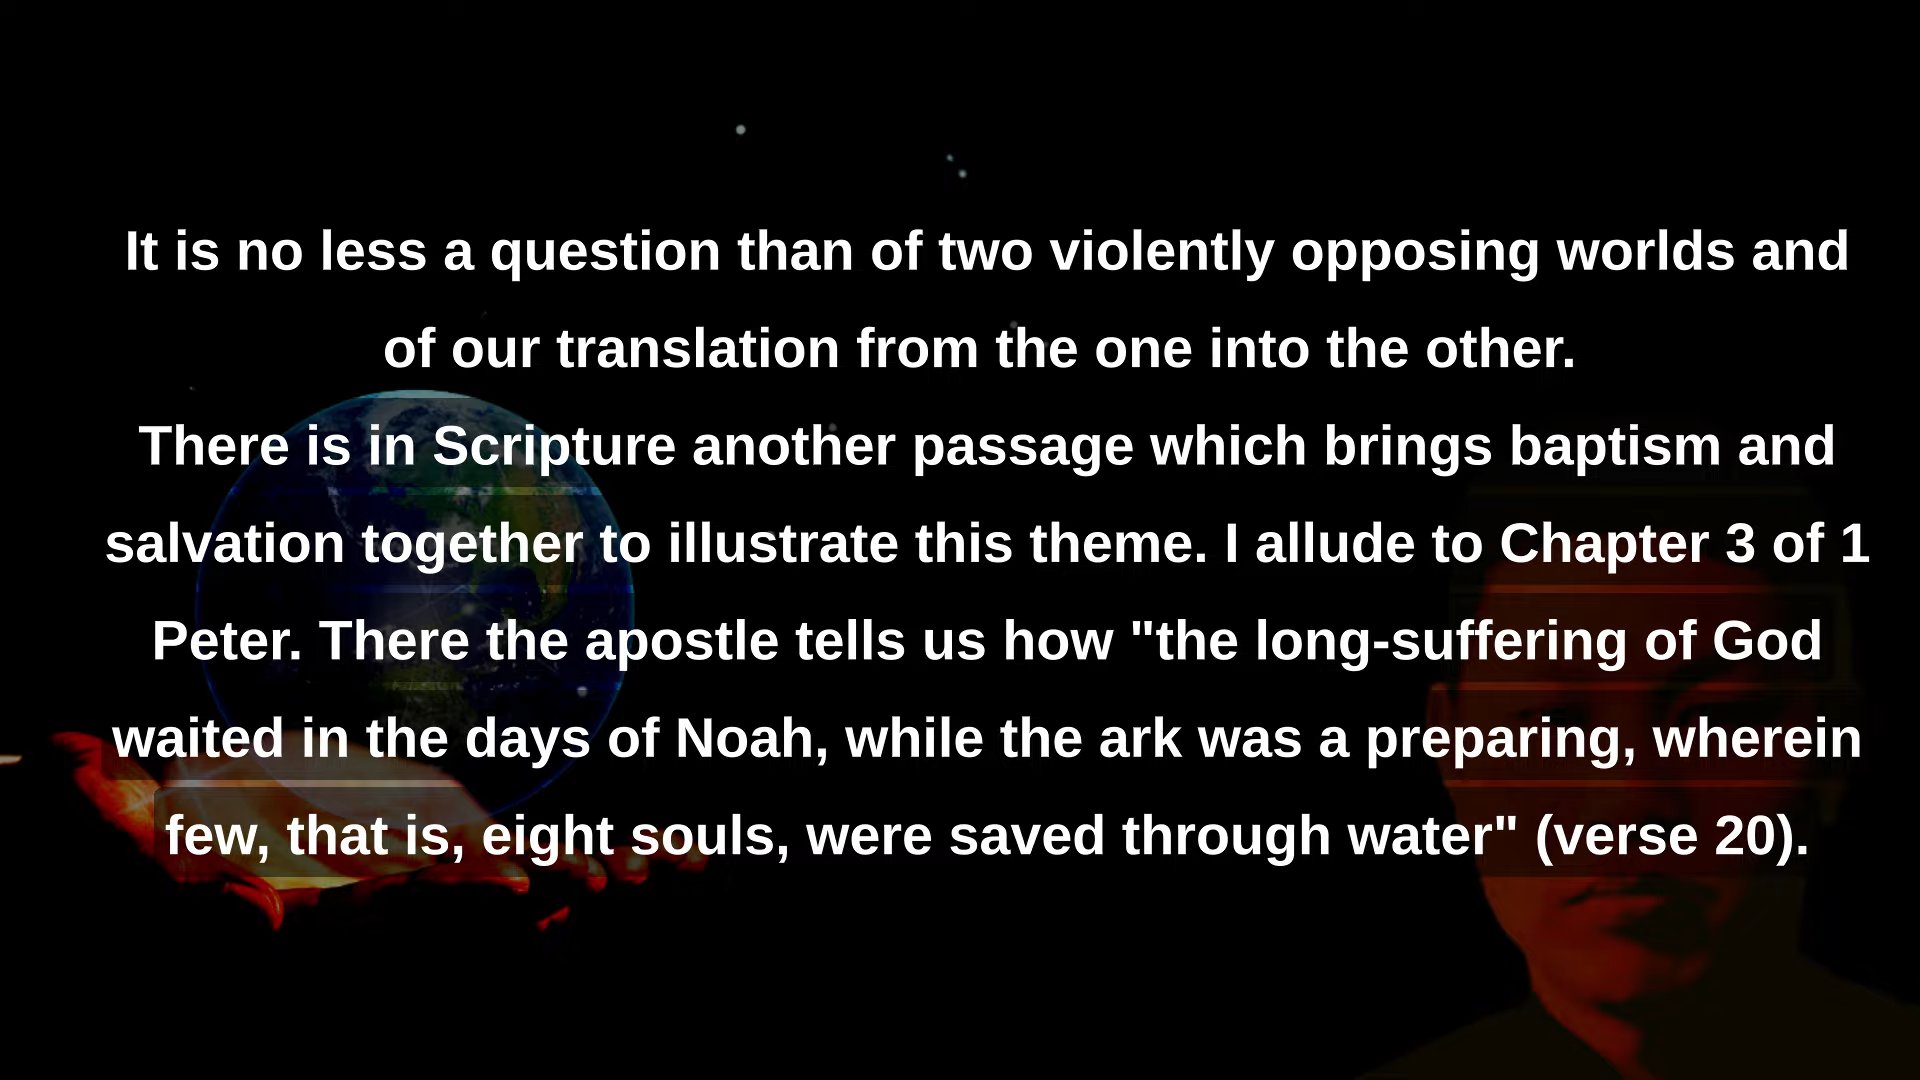 It is no less a question than of two violently opposing worlds and
of our translation from the one into the other.
There is in Scripture another passage which brings baptism and
salvation together to illustrate this theme. I allude to Chapter 3 of 1
Peter. There the apostle tells us how "the long-suffering of God
waited in the days of Noah, while the ark was a preparing, wherein
few, that is, eight souls, were saved through water" (verse 20).